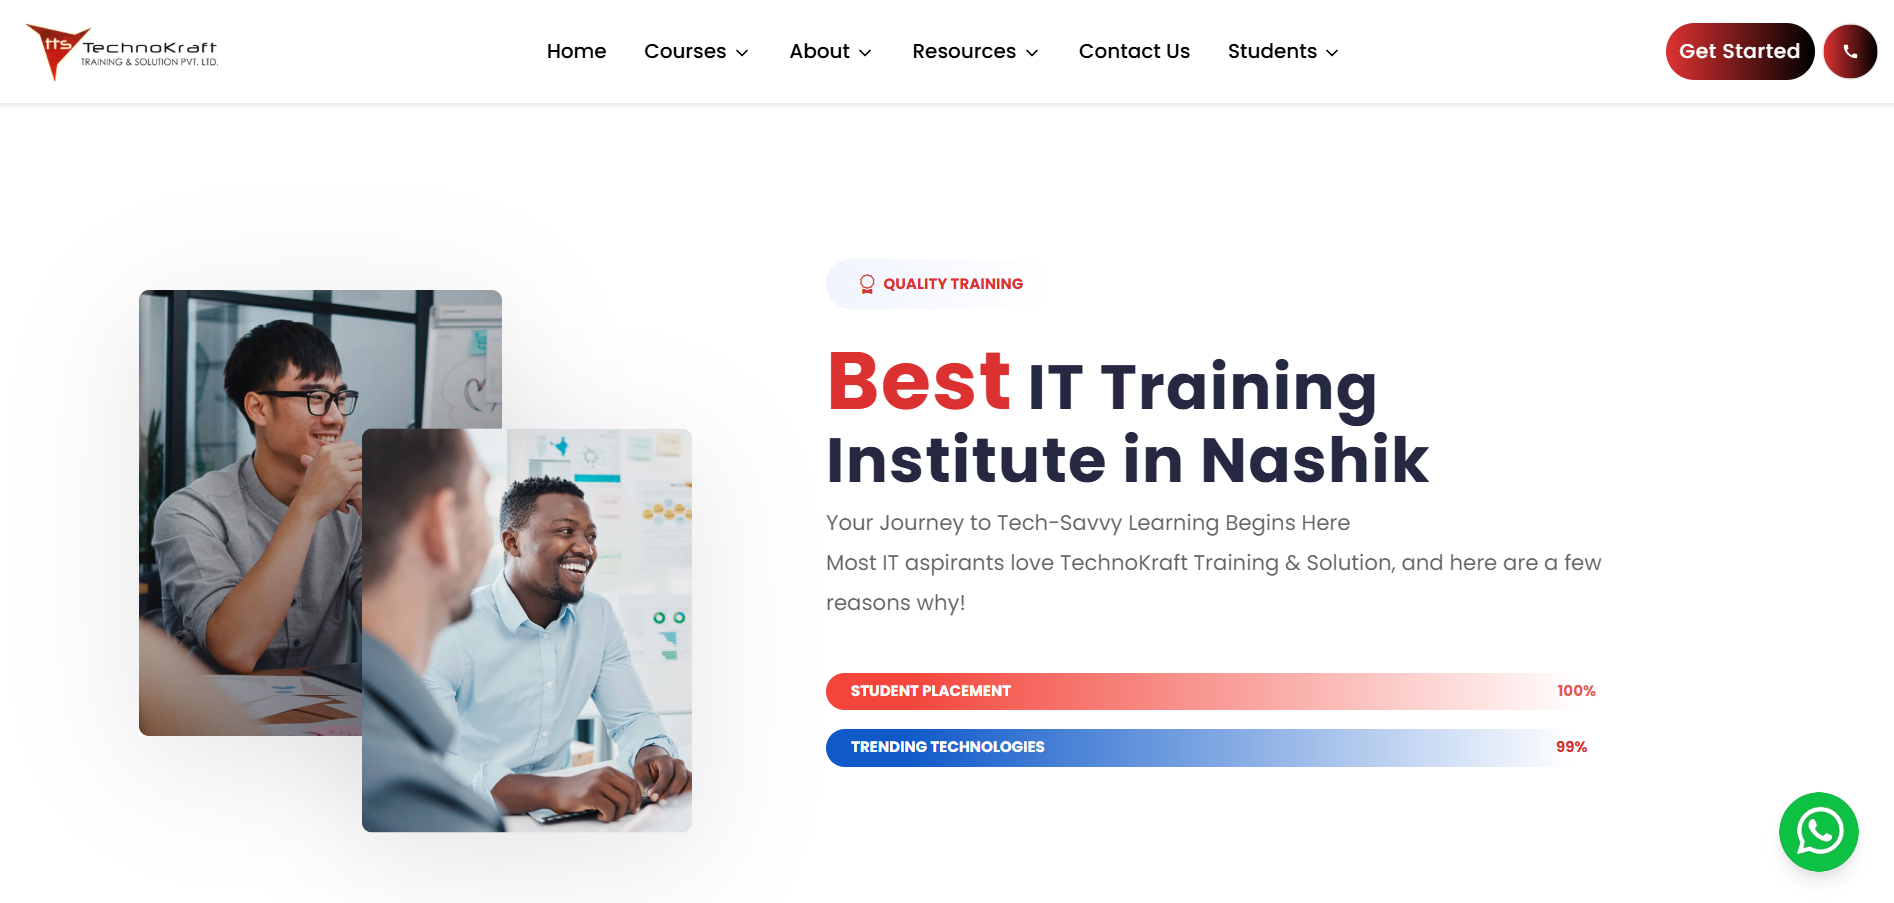 tts TechnoKraft
TRAINING & SOLUTION PVT. LTD.
Home Courses About Resources Contact Us Students
Get Started
QUALITY TRAINING
Best IT Training
Institute in Nashik
Your Journey to Tech-Savvy Learning Begins Here
Most IT aspirants love TechnoKraft Training & Solution, and here are a few
reasons why!
STUDENT PLACEMENT 100%
TRENDING TECHNOLOGIES 99%